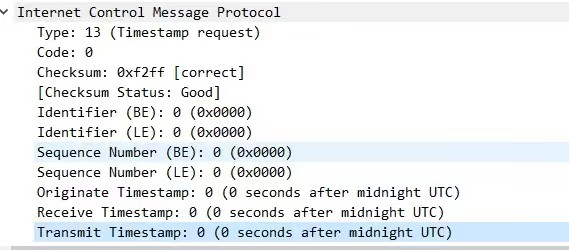 Internet Control Message Protocol
Type: 13 (Timestamp request)
Code: 0
Checksum: 0xf2ff [correct]
[Checksum Status: Good]
Identifier (BE): 0 (0x0000)
Identifier (LE): 0 (0x0000)
Sequence Number (BE): 0 (0x0000)
Sequence Number (LE): 0 (0x0000)
Originate Timestamp: 0 (0 seconds after midnight UTC)
Receive Timestamp: 0 (0 seconds after midnight UTC)
Transmit Timestamp: 0 (0 seconds after midnight UTC)